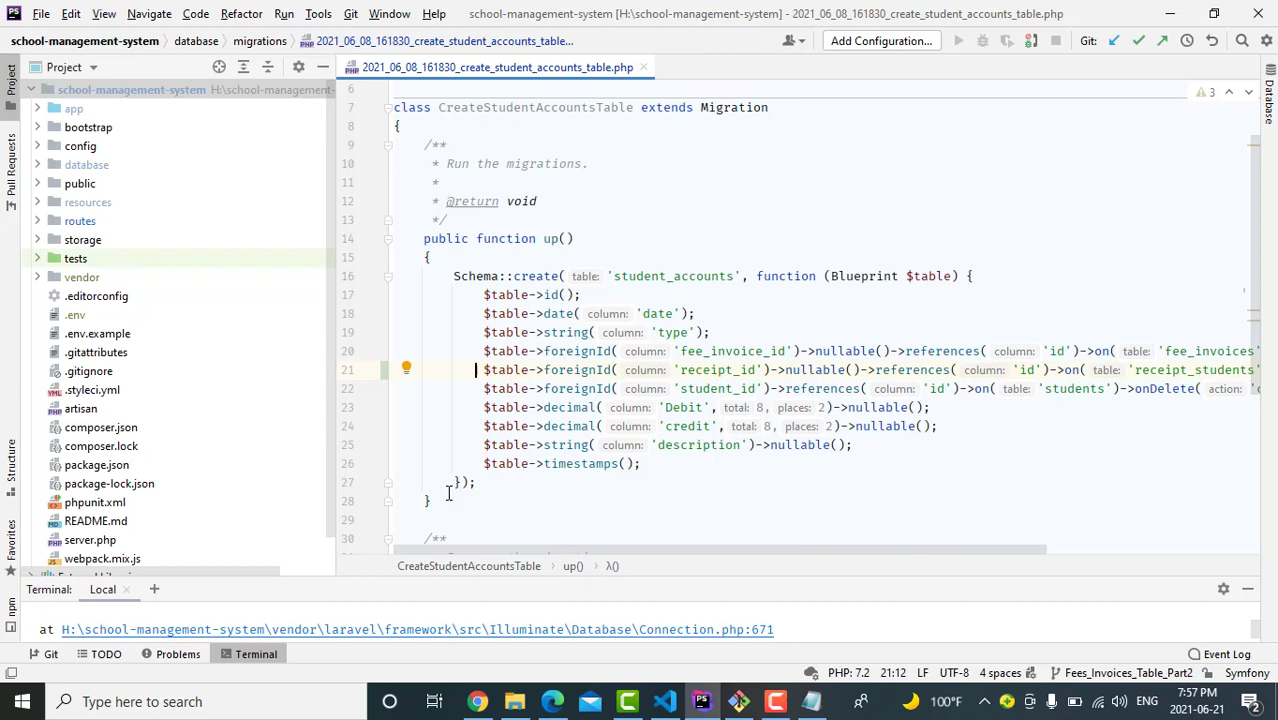 File Edit View Navigate Code Refactor Run Tools Git Window Help school-management-system [H:\school-management-system] - 2021_06_08_161830_create_student_accounts_table.php
school-management-system database migrations 2021_06_08_161830_create_student_accounts_table... Add Configuration... Git:
Project 2021_06_08_161830_create_student_accounts_table.php
school-management-system H:\school-management-
app
bootstrap
config
database
public
resources
routes
storage
tests
vendor
.editorconfig
.env
.env.example
.gitattributes
.gitignore
.styleci.yml
artisan
composer.json
composer.lock
package.json
package-lock.json
phpunit.xml
README.md
server.php
webpack.mix.js
Project
Pull Requests
Structure
Favorites
npm
Database
3
6
7 class CreateStudentAccountsTable extends Migration
8 {
9 /**
10 * Run the migrations.
11 *
12 * @return void
13 */
14 public function up()
15 {
16 Schema::create( table: 'student_accounts', function (Blueprint $table) {
17 $table->id();
18 $table->date( column: 'date');
19 $table->string( column: 'type');
20 $table->foreignId( column: 'fee_invoice_id')->nullable()->references( column: 'id')->on( table: 'fee_invoices'
21 $table->foreignId( column: 'receipt_id')->nullable()->references( column: 'id')->on( table: 'receipt_students'
22 $table->foreignId( column: 'student_id')->references( column: 'id')->on( table: 'students')->onDelete( action: 'c
23 $table->decimal( column: 'Debit', total: 8, places: 2)->nullable();
24 $table->decimal( column: 'credit', total: 8, places: 2)->nullable();
25 $table->string( column: 'description')->nullable();
26 $table->timestamps();
27 });
28 }
29
30 /**
CreateStudentAccountsTable up() λ()
Terminal: Local
at H:\school-management-system\vendor\laravel\framework\src\Illuminate\Database\Connection.php:671
Git TODO Problems Terminal Event Log
PHP: 7.2 21:12 LF UTF-8 4 spaces Fees_Invoices_Table_Part2 Symfony
Type here to search 100°F ENG 7:57 PM
2021-06-21 2